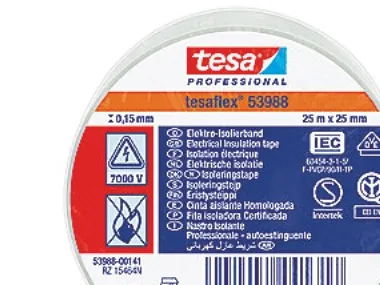 tesa
PROFESSIONAL
tesaflex® 53988
0,15 mm
25 m x 25 mm
Elektro-Isolierband
Electrical insulation tape
Isolation électrique
Elektrische isolatie
Isoleringstape
Isoleringstejp
Eristysteippi
Cinta aislante Homologada
Fita isoladora Certificada
Nastro isolante
Professionale - autoestinguente
شريط عازل كهربائي
7000 V
IEC
60454-3-1-5/
F-PVCP/90/II-TP
Intertek
53988-00141
RZ 15464N